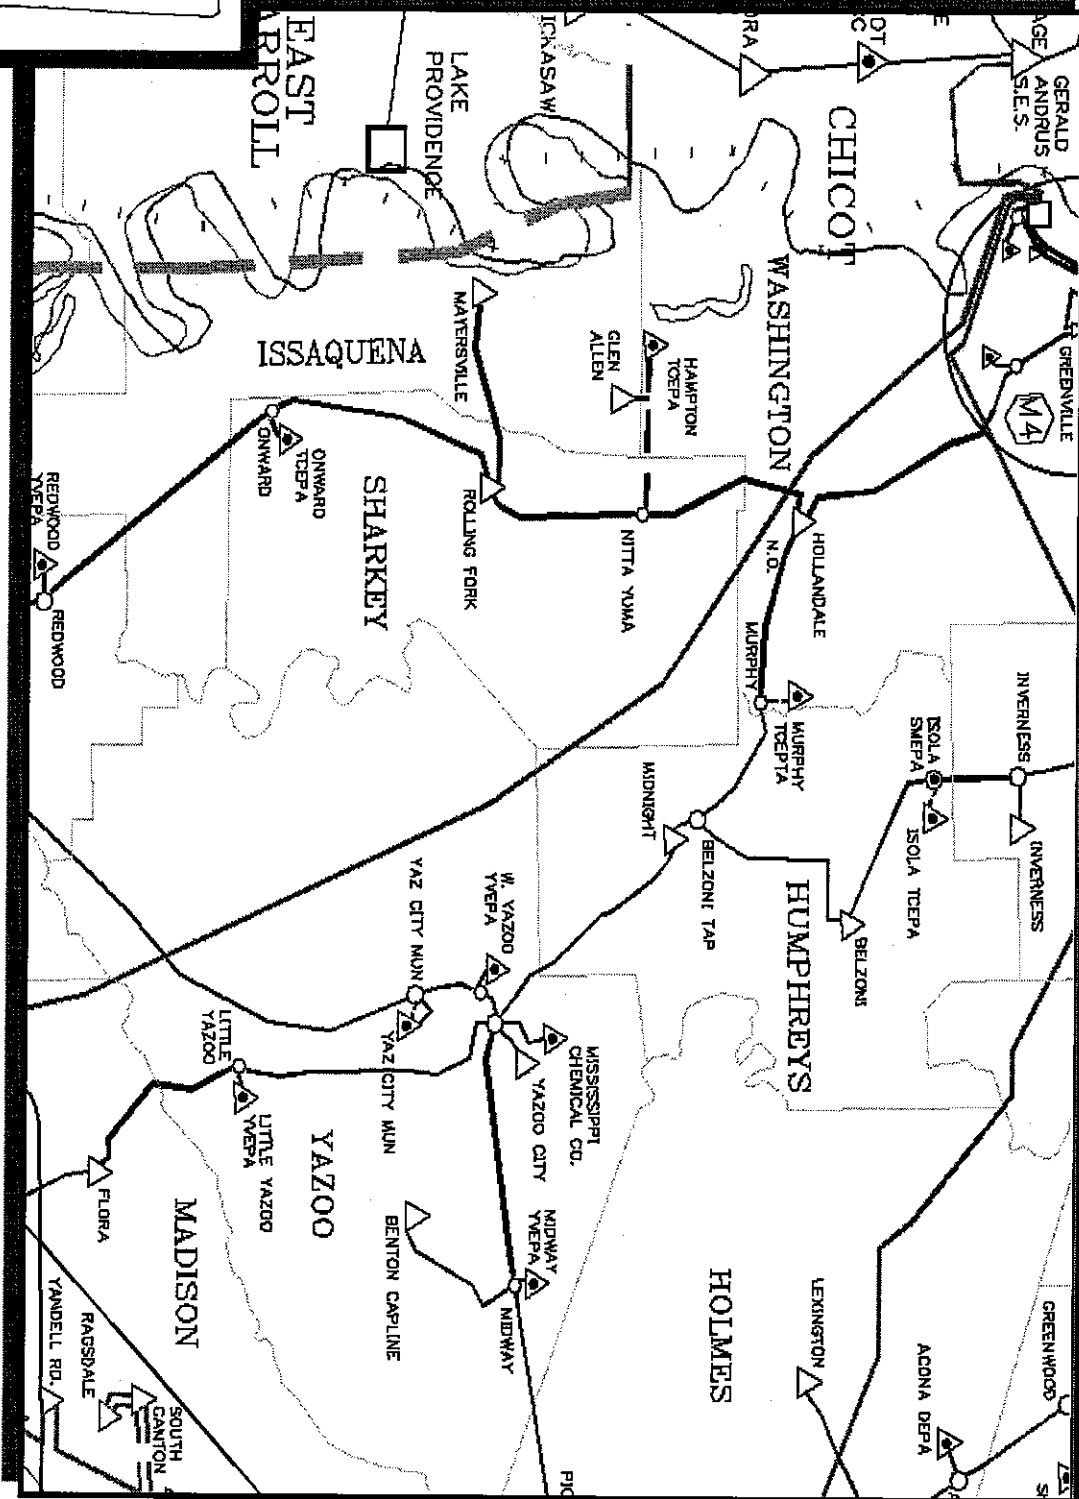 EAST
LAKE
PROVIDENCE
CHICOT
GERALD
ANDRUS
S.E.S.
WASHINGTON
GREENVILLE
M4
ISSAQUENA
MAYERSVILLE
GLEN
ALLEN
HAMPTON
TCEPA
ONWARD
ONWARD
TCEPA
SHARKEY
ROLLING FORK
NITTA YUMA
N.O.
HOLLANDALE
REDWOOD
YVEPA
REDWOOD
MURPHY
MURPHY
TCEPTA
INVERNESS
INVERNESS
ISOLA
SMEPA
ISOLA TCEPA
MIDNIGHT
BELZONI TAP
HUMPHREYS
BELZONI
YAZ CITY MUN
W. YAZOO
YVEPA
YAZ CITY MUN
LITTLE
YAZOO
LITTLE YAZOO
YVEPA
MISSISSIPPI
CHEMICAL CO.
YAZOO CITY
YAZOO
FLORA
MADISON
BENTON CAPLINE
MIDWAY
YVEPA
MIDWAY
HOLMES
LEXINGTON
GREENWOOD
ACONA DEPA
YANDELL RD.
RAGSDALE
SOUTH
CANTON